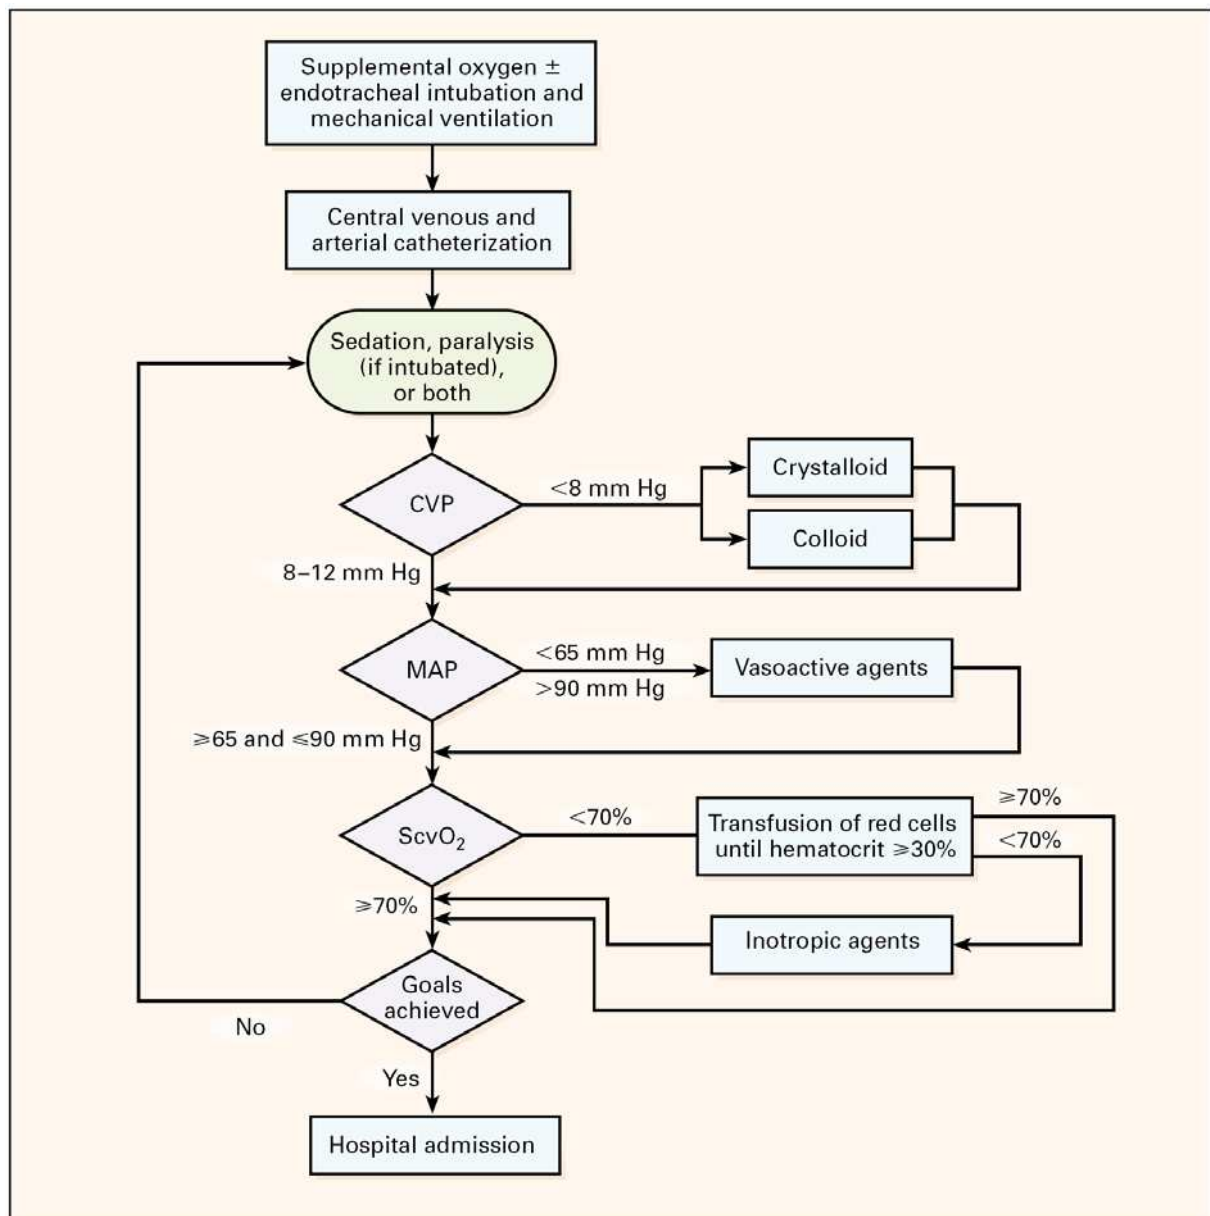 Supplemental oxygen ±
endotracheal intubation and
mechanical ventilation
Central venous and
arterial catheterization
Sedation, paralysis
(if intubated),
or both
CVP
<8 mm Hg
Crystalloid
Colloid
8–12 mm Hg
MAP
<65 mm Hg
>90 mm Hg
Vasoactive agents
⩾65 and ⩽90 mm Hg
ScvO₂
<70%
Transfusion of red cells
until hematocrit ⩾30%
⩾70%
<70%
⩾70%
Inotropic agents
Goals
achieved
No
Yes
Hospital admission